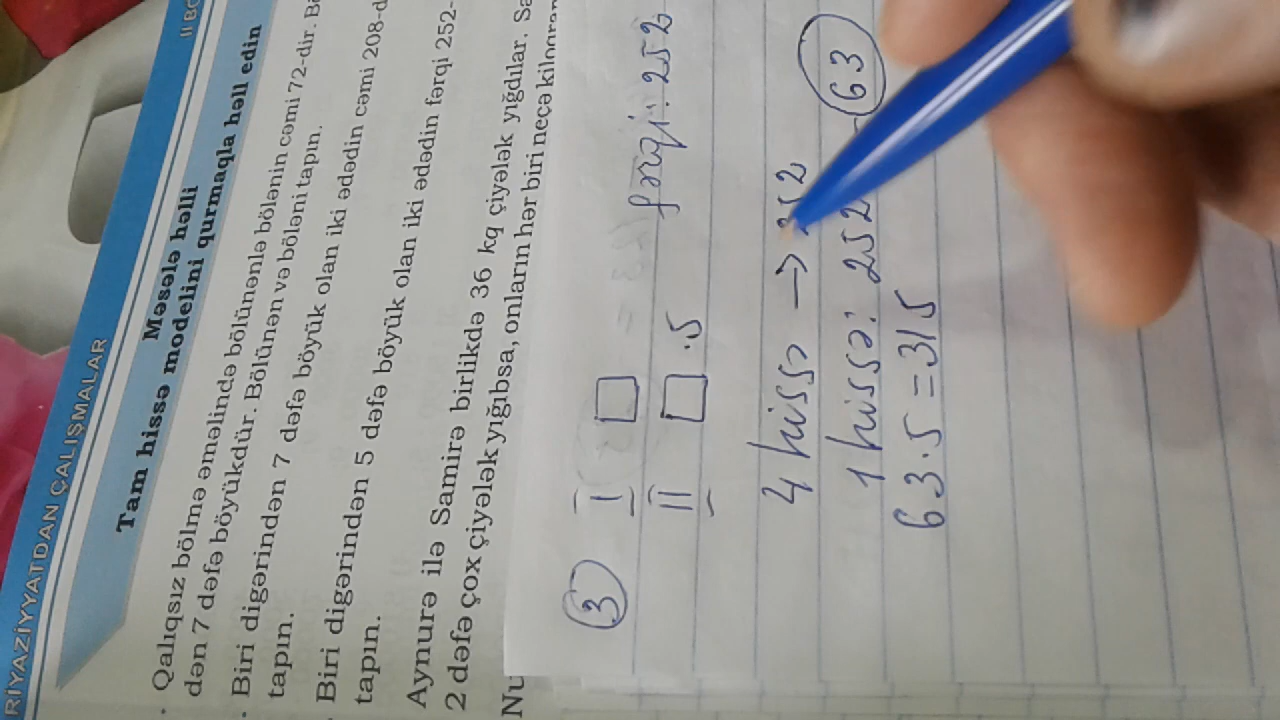 RİYAZİYYATDAN ÇALIŞMALAR
Məsələ həlli
Tam hissə modelini qurmaqla həll edin
Qalıqsız bölmə əməlində bölünənlə bölənin cəmi 72-dir.
dən 7 dəfə böyükdür. Bölünən və böləni tapın.
Biri digərindən 7 dəfə böyük olan iki ədədin cəmi 208-d
tapın.
Biri digərindən 5 dəfə böyük olan iki ədədin fərqi 252-
tapın.
Aynurə ilə Samirə birlikdə 36 kq çiyələk yığdılar. Sa
2 dəfə çox çiyələk yığıbsa, onların hər biri neçə
Nu
3 I □ fərqi: 252
II □ · 5
4 hissə → 252
1 hissə: 252 63
63 · 5 = 315